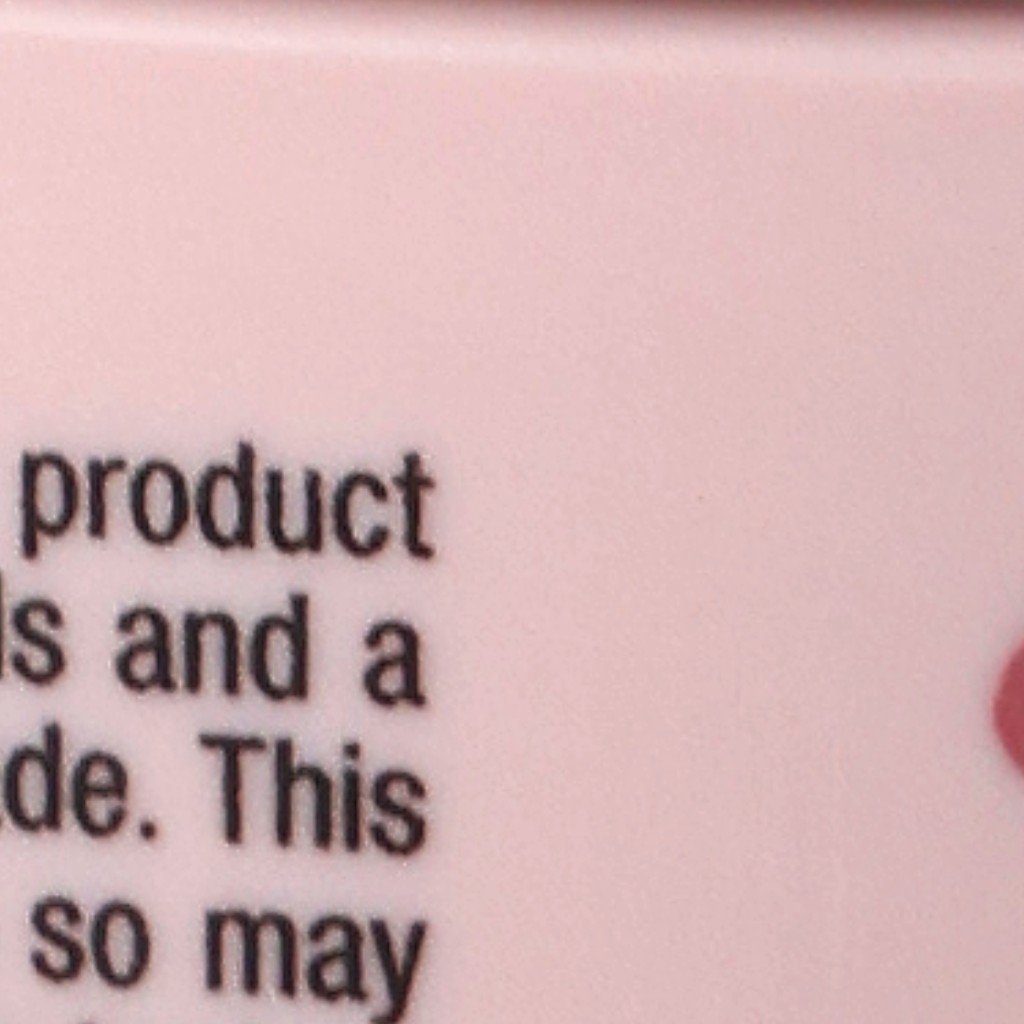 product
and a
This
so may